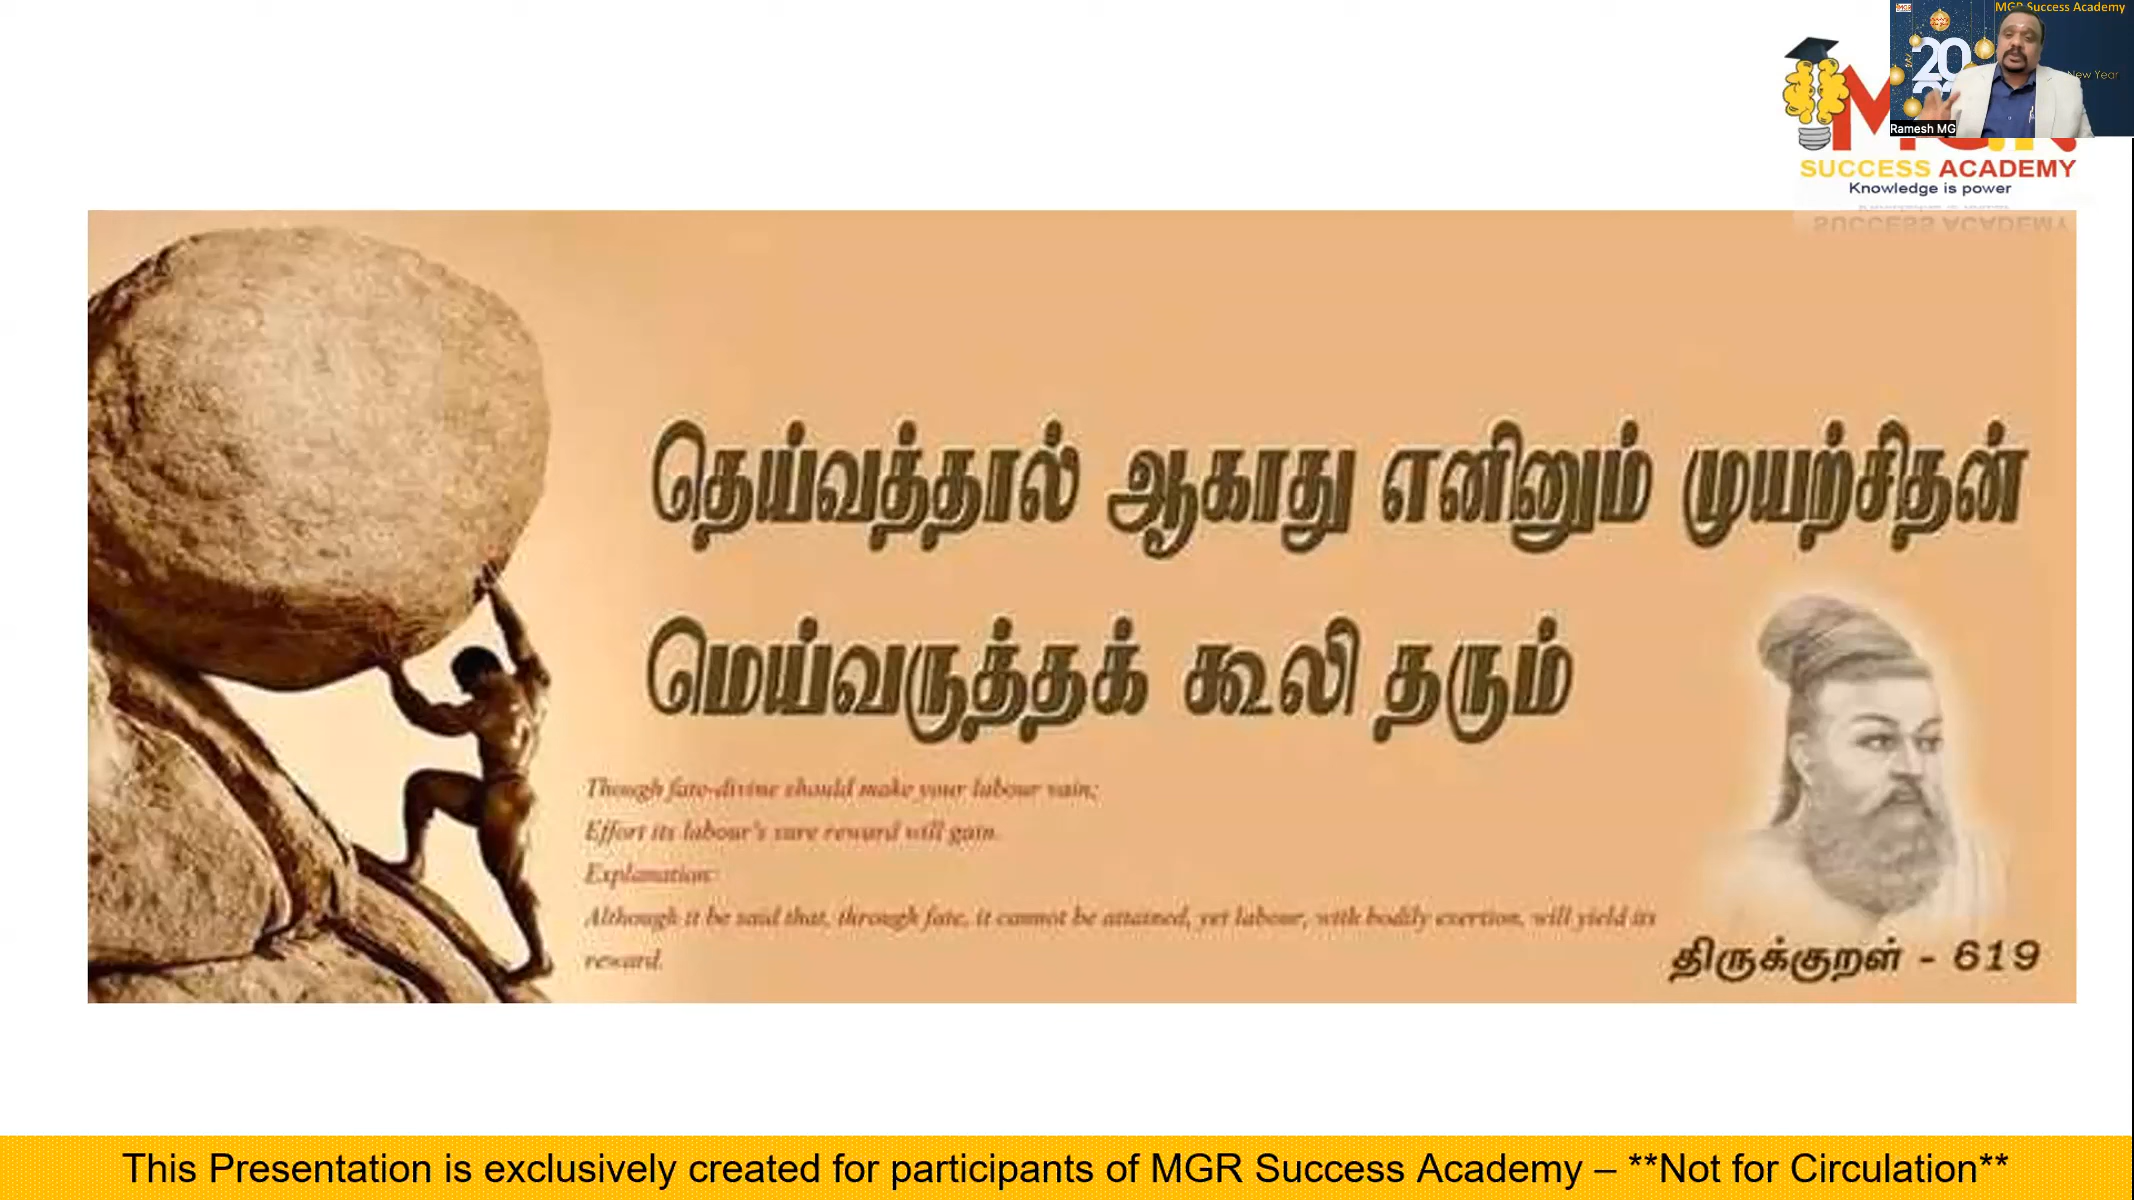 MGR Success Academy
20
New Year
Ramesh MG
SUCCESS ACADEMY
Knowledge is power
தெய்வத்தால் ஆகாது எனினும் முயற்சிதன்
மெய்வருத்தக் கூலி தரும்
Though fate-divine should make your labour vain;
Effort its labour's sure reward will gain.
Explanation:
Although it be said that, through fate, it cannot be attained, yet labour, with bodily exertion, will yield its
reward.
திருக்குறள் - 619
This Presentation is exclusively created for participants of MGR Success Academy – **Not for Circulation**